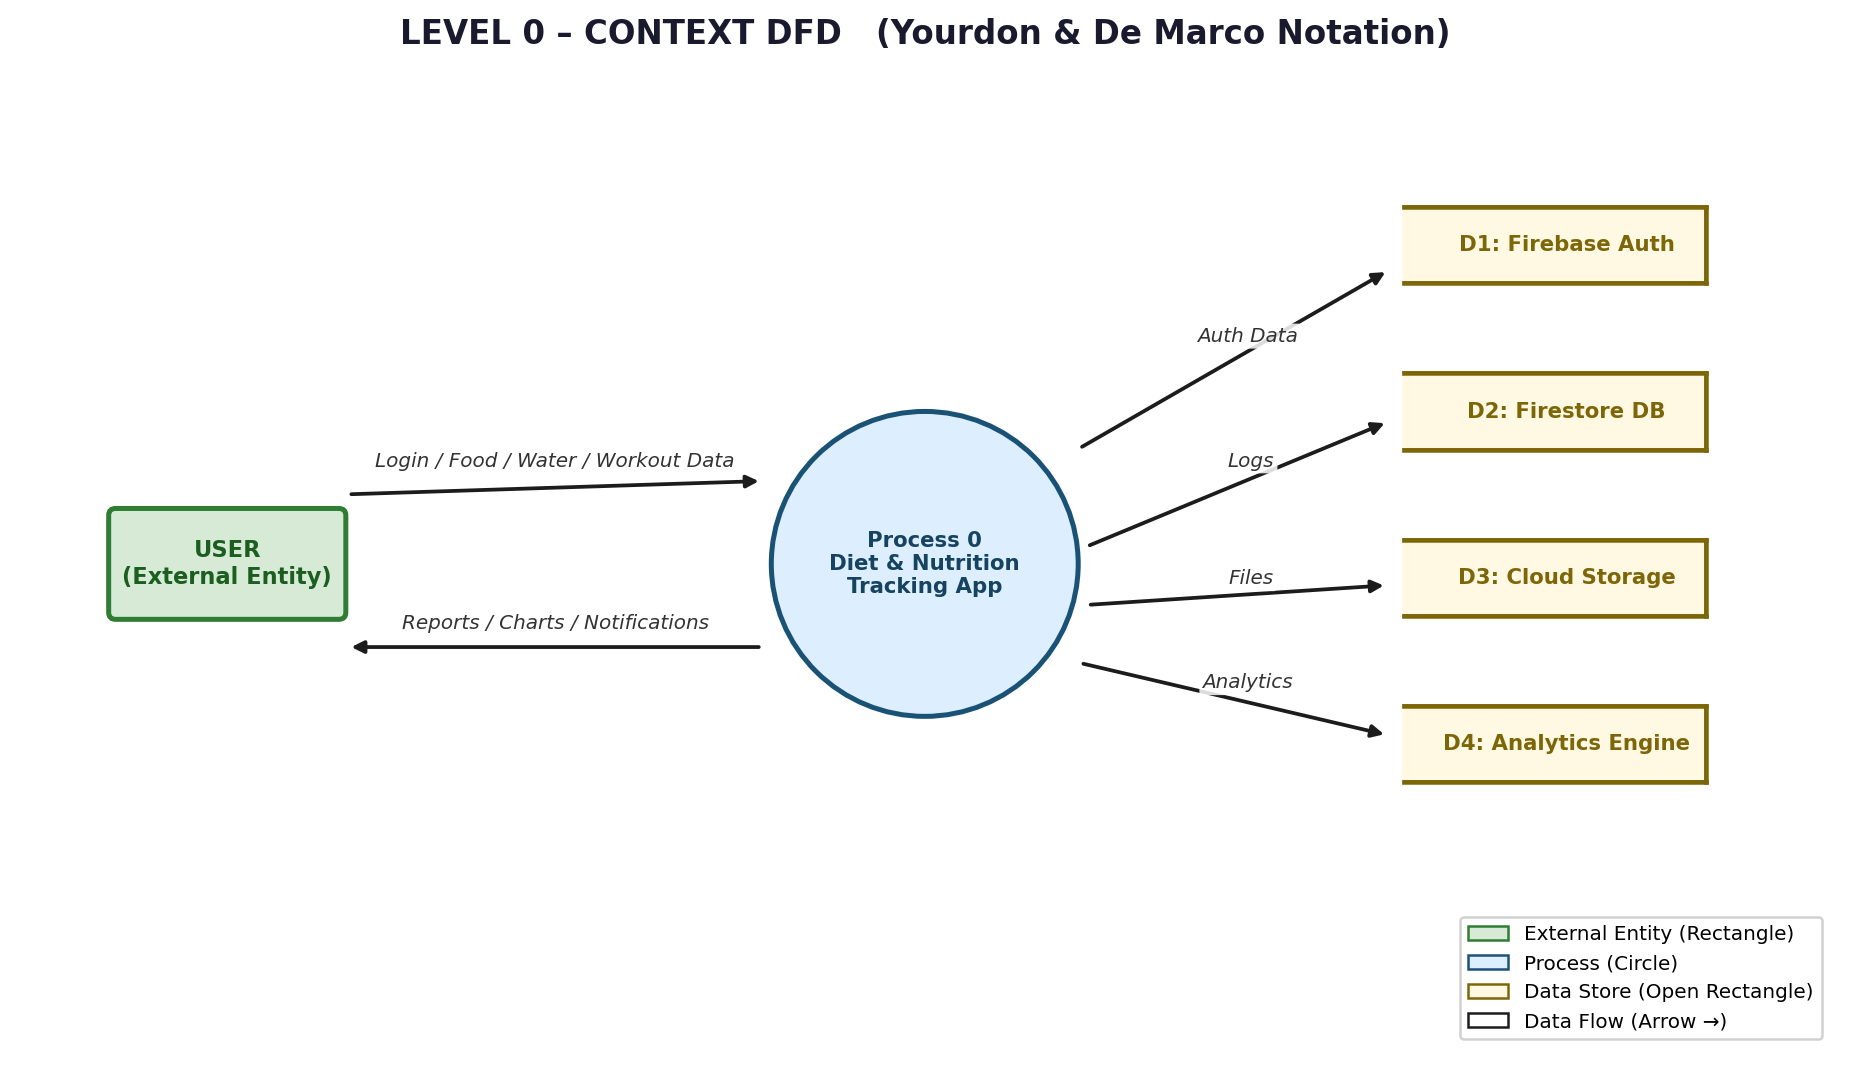 LEVEL 0 – CONTEXT DFD   (Yourdon & De Marco Notation)
D1: Firebase Auth
Auth Data
D2: Firestore DB
Login / Food / Water / Workout Data
Logs
USER
(External Entity)
Process 0
Diet & Nutrition
Tracking App
Files
D3: Cloud Storage
Reports / Charts / Notifications
Analytics
D4: Analytics Engine
External Entity (Rectangle)
Process (Circle)
Data Store (Open Rectangle)
Data Flow (Arrow →)